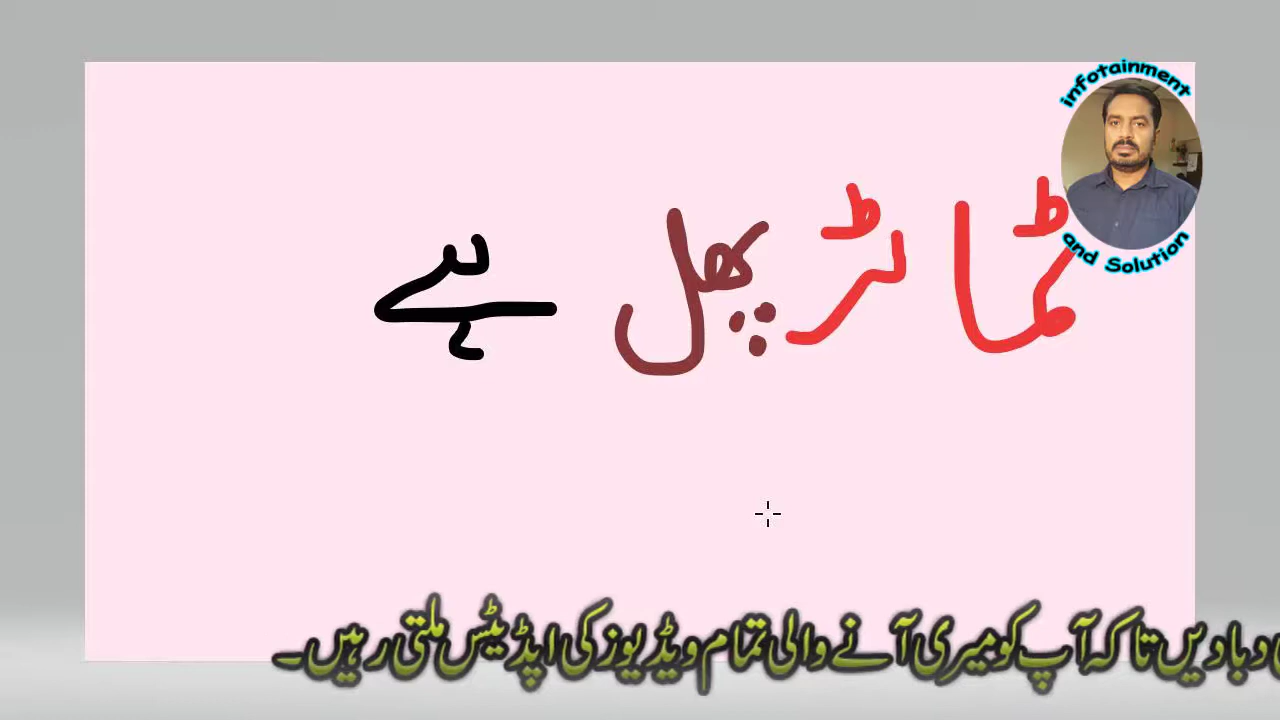 infotainment
and Solution
ٹماٹر پھل ہے
دبا دیں تاکہ آپ کو میری آنے والی تمام ویڈیوز کی اپڈیٹس ملتی رہیں۔